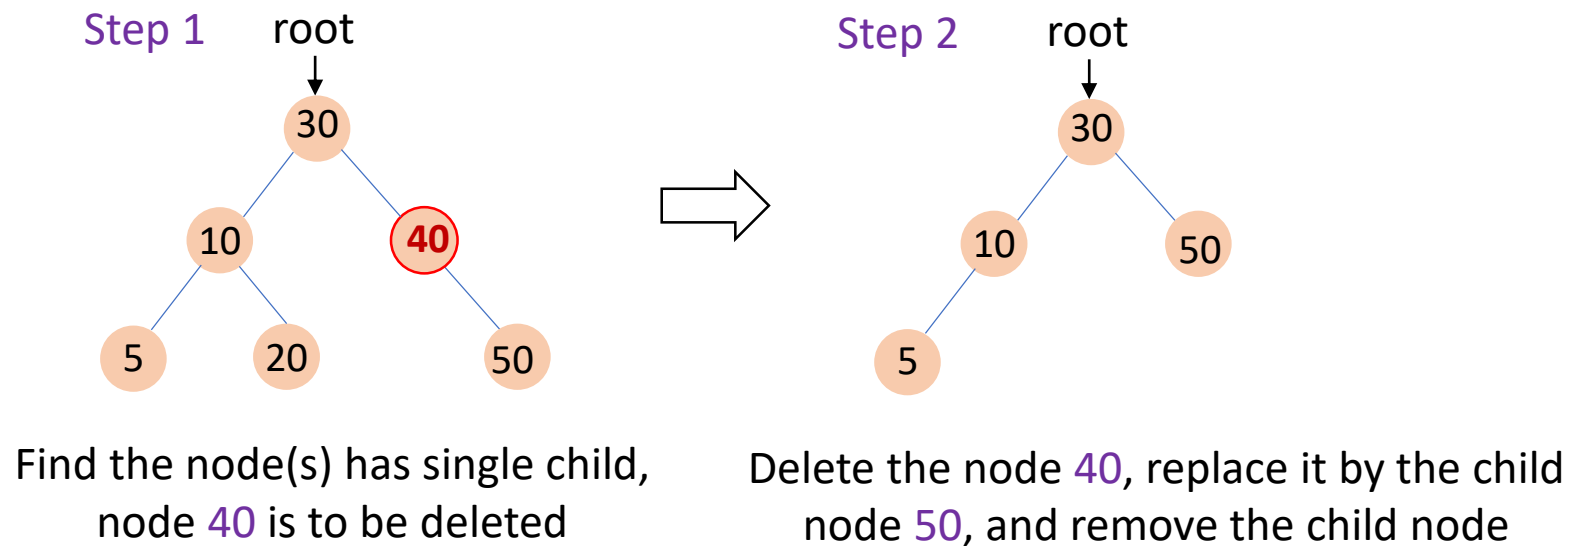 Step 1
root
30
10
40
5
20
50
Find the node(s) has single child,
node 40 is to be deleted
Step 2
root
30
10
50
5
Delete the node 40, replace it by the child
node 50, and remove the child node